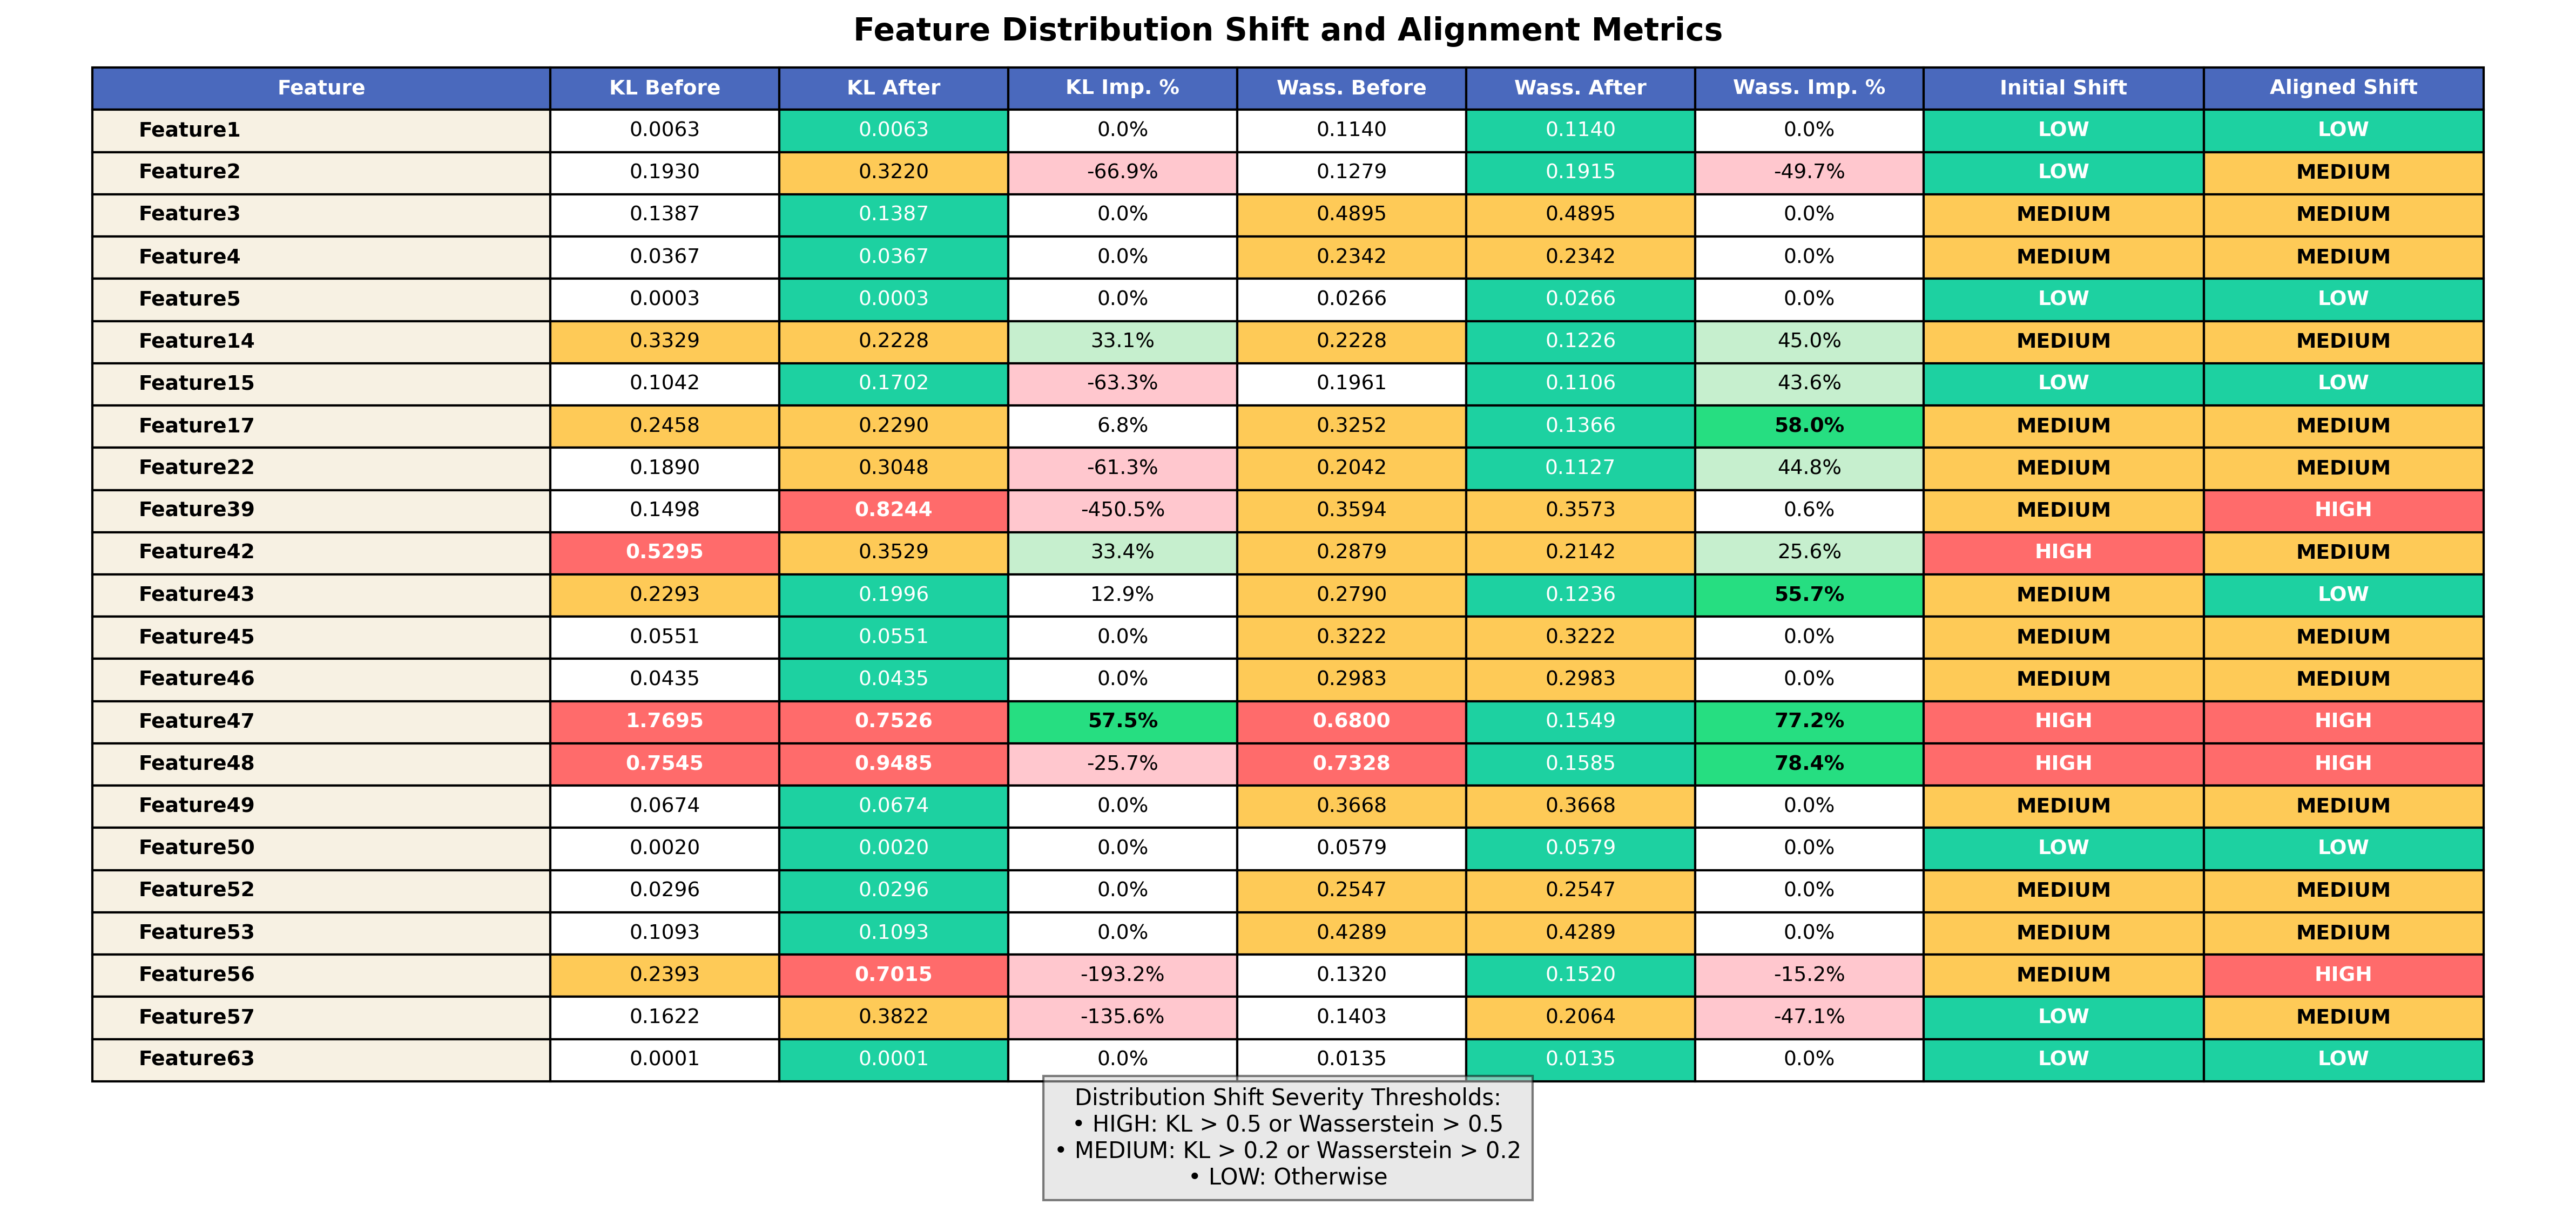 Feature Distribution Shift and Alignment Metrics
Feature KL Before KL After KL Imp. % Wass. Before Wass. After Wass. Imp. % Initial Shift Aligned Shift
Feature1 0.0063 0.0063 0.0% 0.1140 0.1140 0.0% LOW LOW
Feature2 0.1930 0.3220 -66.9% 0.1279 0.1915 -49.7% LOW MEDIUM
Feature3 0.1387 0.1387 0.0% 0.4895 0.4895 0.0% MEDIUM MEDIUM
Feature4 0.0367 0.0367 0.0% 0.2342 0.2342 0.0% MEDIUM MEDIUM
Feature5 0.0003 0.0003 0.0% 0.0266 0.0266 0.0% LOW LOW
Feature14 0.3329 0.2228 33.1% 0.2228 0.1226 45.0% MEDIUM MEDIUM
Feature15 0.1042 0.1702 -63.3% 0.1961 0.1106 43.6% LOW LOW
Feature17 0.2458 0.2290 6.8% 0.3252 0.1366 58.0% MEDIUM MEDIUM
Feature22 0.1890 0.3048 -61.3% 0.2042 0.1127 44.8% MEDIUM MEDIUM
Feature39 0.1498 0.8244 -450.5% 0.3594 0.3573 0.6% MEDIUM HIGH
Feature42 0.5295 0.3529 33.4% 0.2879 0.2142 25.6% HIGH MEDIUM
Feature43 0.2293 0.1996 12.9% 0.2790 0.1236 55.7% MEDIUM LOW
Feature45 0.0551 0.0551 0.0% 0.3222 0.3222 0.0% MEDIUM MEDIUM
Feature46 0.0435 0.0435 0.0% 0.2983 0.2983 0.0% MEDIUM MEDIUM
Feature47 1.7695 0.7526 57.5% 0.6800 0.1549 77.2% HIGH HIGH
Feature48 0.7545 0.9485 -25.7% 0.7328 0.1585 78.4% HIGH HIGH
Feature49 0.0674 0.0674 0.0% 0.3668 0.3668 0.0% MEDIUM MEDIUM
Feature50 0.0020 0.0020 0.0% 0.0579 0.0579 0.0% LOW LOW
Feature52 0.0296 0.0296 0.0% 0.2547 0.2547 0.0% MEDIUM MEDIUM
Feature53 0.1093 0.1093 0.0% 0.4289 0.4289 0.0% MEDIUM MEDIUM
Feature56 0.2393 0.7015 -193.2% 0.1320 0.1520 -15.2% MEDIUM HIGH
Feature57 0.1622 0.3822 -135.6% 0.1403 0.2064 -47.1% LOW MEDIUM
Feature63 0.0001 0.0001 0.0% 0.0135 0.0135 0.0% LOW LOW
Distribution Shift Severity Thresholds:
• HIGH: KL > 0.5 or Wasserstein > 0.5
• MEDIUM: KL > 0.2 or Wasserstein > 0.2
• LOW: Otherwise